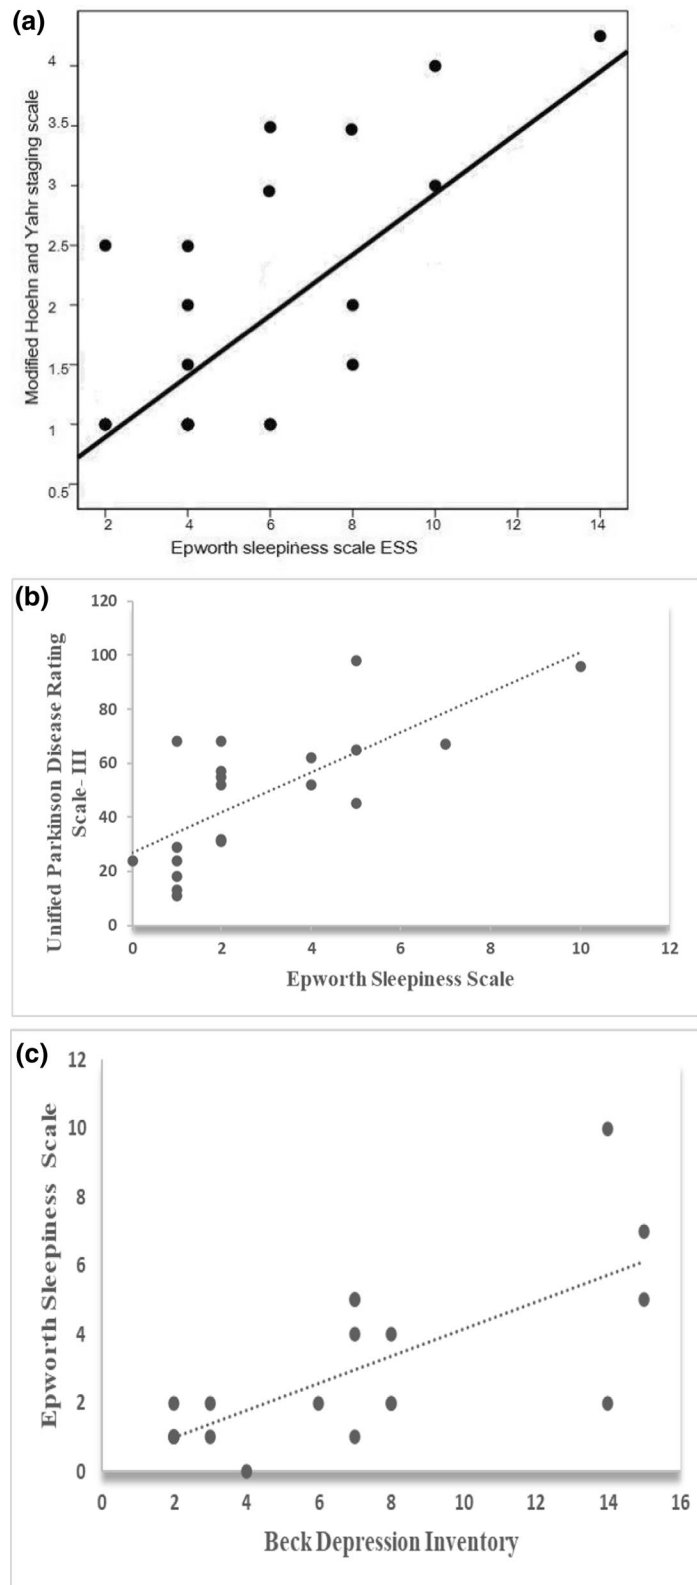 (a)
4
3.5
3
2.5
2
1.5
1
0.5
Modified Hoehn and Yahr staging scale
2 4 6 8 10 12 14
Epworth sleepiness scale ESS
(b)
120
100
80
60
40
20
0
Unified Parkinson Disease Rating
Scale- III
0 2 4 6 8 10 12
Epworth Sleepiness Scale
(c)
12
10
8
6
4
2
0
Epworth Sleepiness Scale
0 2 4 6 8 10 12 14 16
Beck Depression Inventory